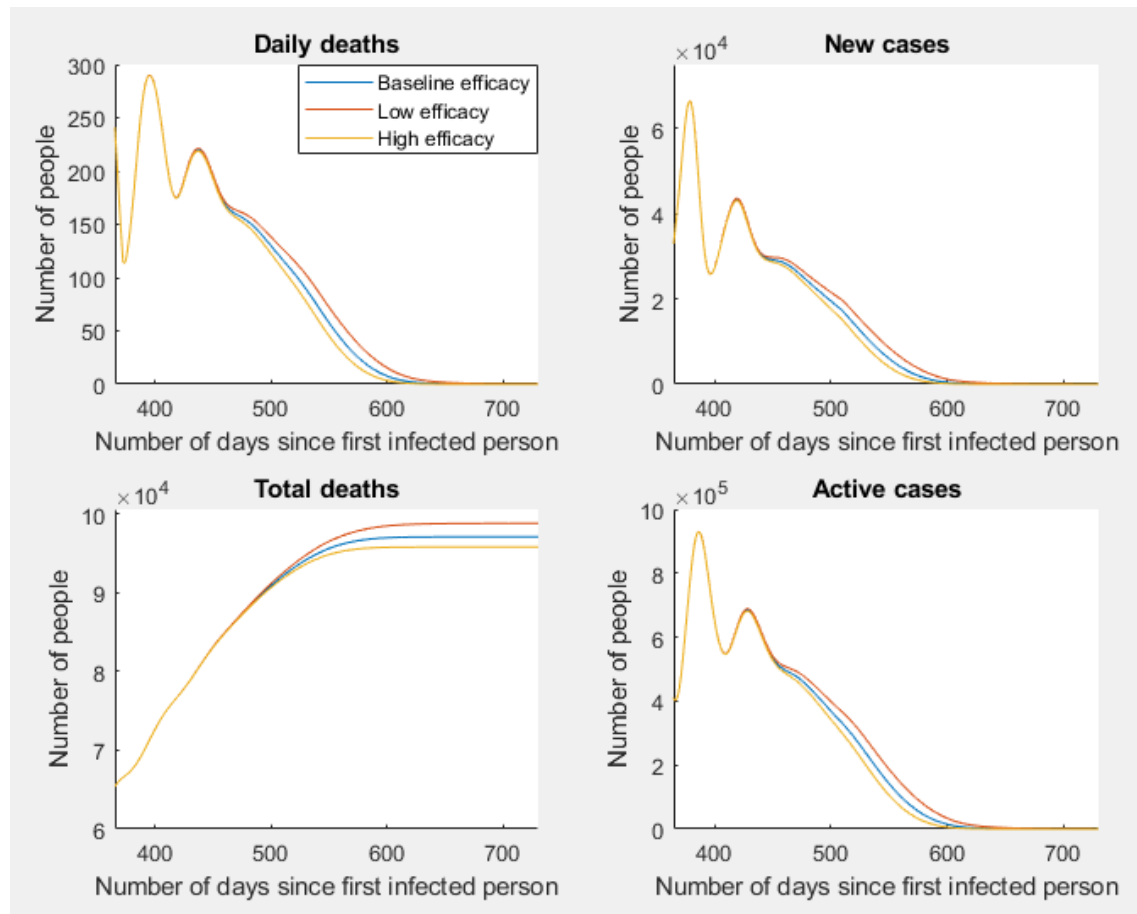 Daily deaths
Number of people
300
250
200
150
100
50
0
Baseline efficacy
Low efficacy
High efficacy
400 500 600 700
Number of days since first infected person
New cases
× 10^4
Number of people
6
4
2
0
400 500 600 700
Number of days since first infected person
Total deaths
× 10^4
Number of people
10
9
8
7
6
400 500 600 700
Number of days since first infected person
Active cases
× 10^5
Number of people
10
8
6
4
2
0
400 500 600 700
Number of days since first infected person